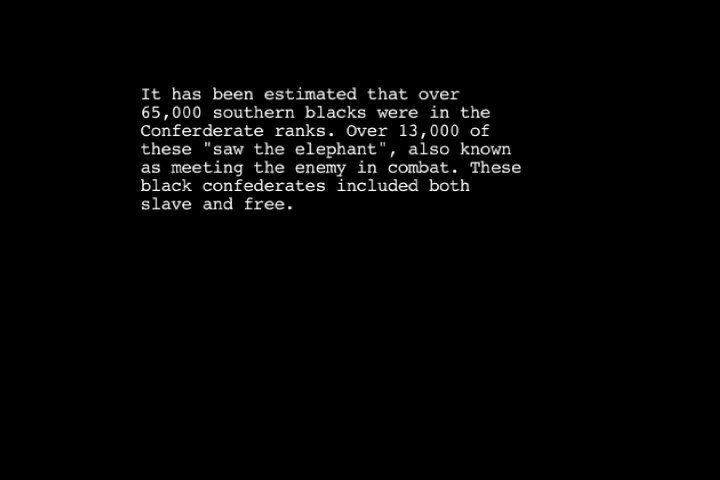 It has been estimated that over
65,000 southern blacks were in the
Conferderate ranks. Over 13,000 of
these "saw the elephant", also known
as meeting the enemy in combat. These
black confederates included both
slave and free.